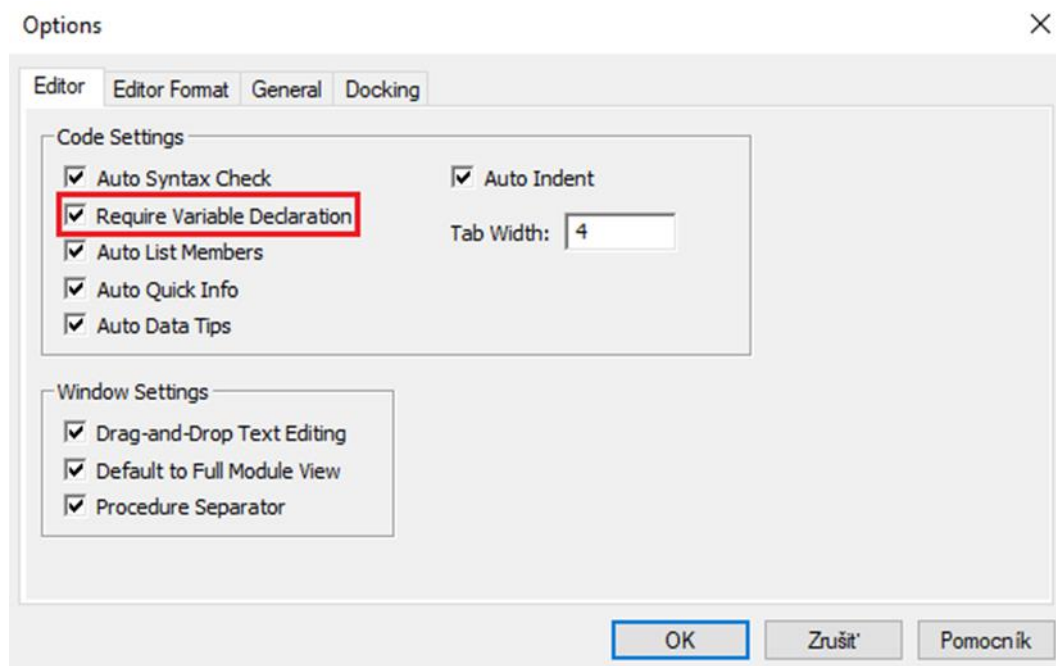 Options
Editor Editor Format General Docking
Code Settings
Auto Syntax Check Auto Indent
Require Variable Declaration
Tab Width: 4
Auto List Members
Auto Quick Info
Auto Data Tips
Window Settings
Drag-and-Drop Text Editing
Default to Full Module View
Procedure Separator
OK Zrušiť Pomocník